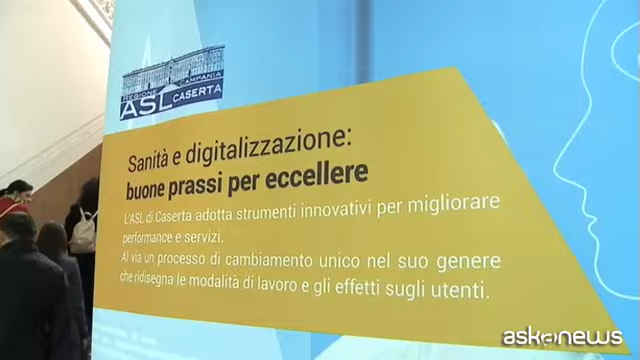 REGIONE CAMPANIA
ASL CASERTA
Sanità e digitalizzazione:
buone prassi per eccellere
L'ASL di Caserta adotta strumenti innovativi per migliorare
performance e servizi.
Al via un processo di cambiamento unico nel suo genere
che ridisegna le modalità di lavoro e gli effetti sugli utenti.
askanews